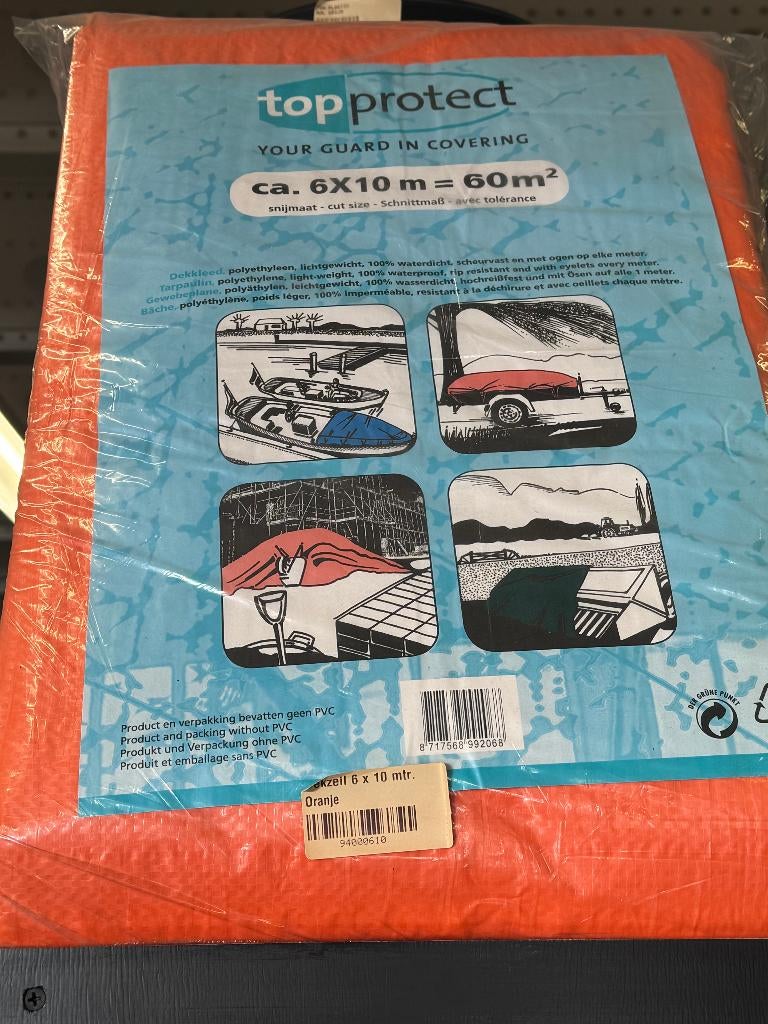 topprotect
YOUR GUARD IN COVERING
ca. 6X10 m = 60m²
snijmaat - cut size - Schnittmaß - avec tolérance
Dekkleed, polyethyleen, lichtgewicht, 100% waterdicht, scheurvast en met ogen op elke meter.
Tarpaulin, polyethylene, light-weight, 100% waterproof, rip resistant and with eyelets every meter.
Gewebeplane, polyäthylen, leichtgewicht, 100% wasserdicht, hochreißfest und mit Ösen auf alle 1 meter.
Bâche, polyéthylène, poids léger, 100% imperméable, resistant à la déchirure et avec oeillets chaque mètre.
Product en verpakking bevatten geen PVC
Product and packing without PVC
Produkt und Verpackung ohne PVC
Produit et emballage sans PVC
8 717568 992068
DER GRÜNE PUNKT
ekzeil 6 x 10 mtr.
Oranje
94000610